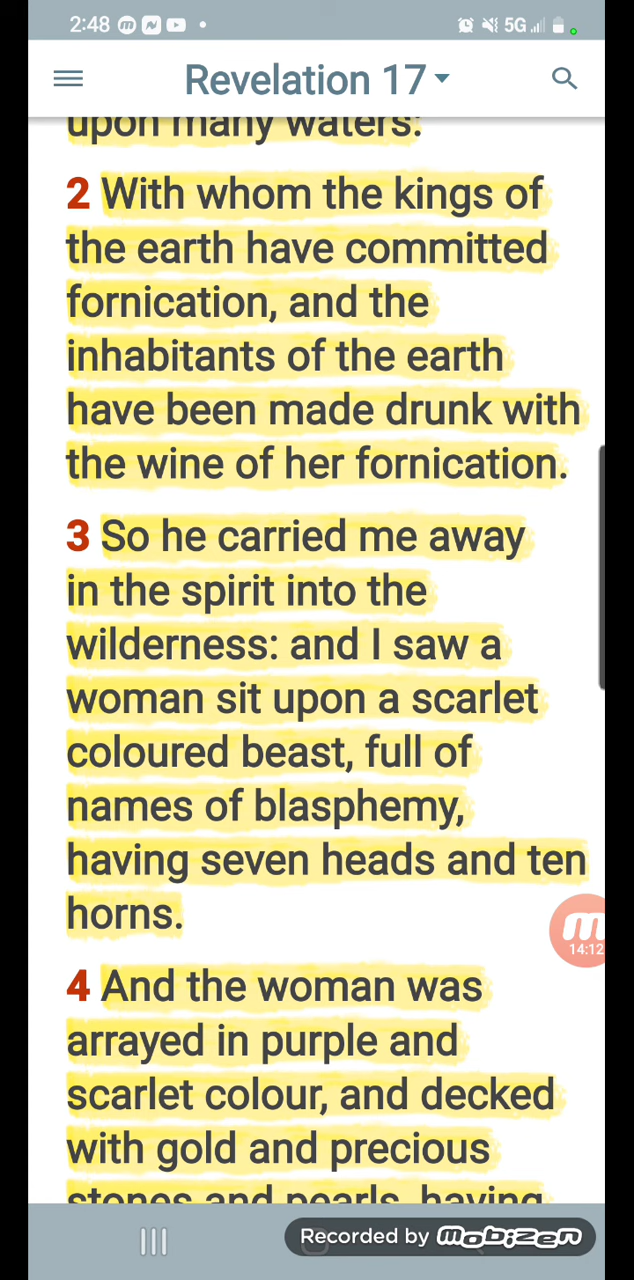 2:48 5G
Revelation 17
upon many waters:
2 With whom the kings of
the earth have committed
fornication, and the
inhabitants of the earth
have been made drunk with
the wine of her fornication.
3 So he carried me away
in the spirit into the
wilderness: and I saw a
woman sit upon a scarlet
coloured beast, full of
names of blasphemy,
having seven heads and ten
horns.
m
14:12
4 And the woman was
arrayed in purple and
scarlet colour, and decked
with gold and precious
stones and pearls, having
Recorded by mobizen